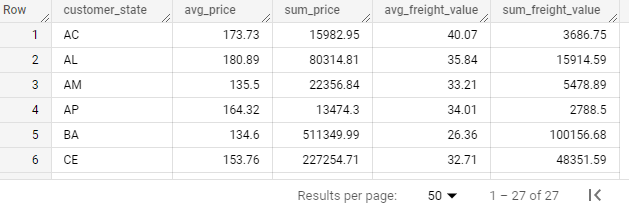 Row customer_state avg_price sum_price avg_freight_value sum_freight_value
1 AC 173.73 15982.95 40.07 3686.75
2 AL 180.89 80314.81 35.84 15914.59
3 AM 135.5 22356.84 33.21 5478.89
4 AP 164.32 13474.3 34.01 2788.5
5 BA 134.6 511349.99 26.36 100156.68
6 CE 153.76 227254.71 32.71 48351.59
Results per page: 50 1 – 27 of 27